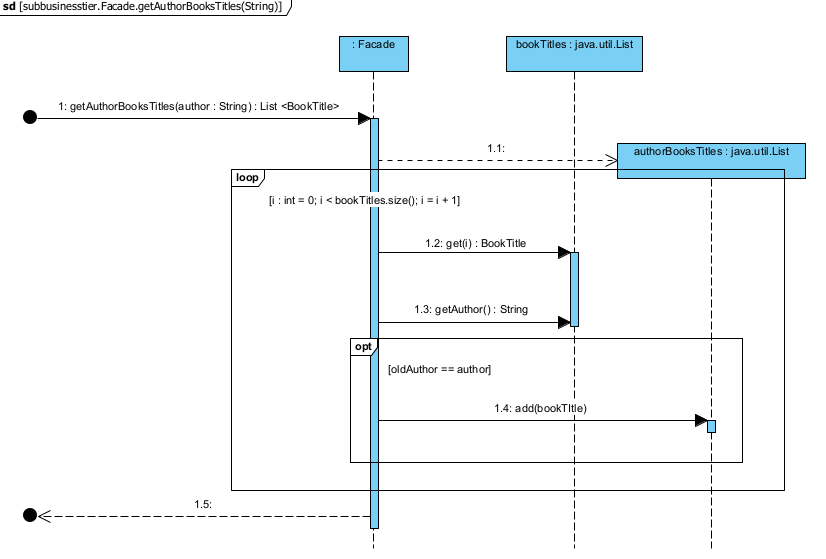 sd [subbusinesstier.Facade.getAuthorBooksTitles(String)]
: Facade
bookTitles : java.util.List
1: getAuthorBooksTitles(author : String) : List <BookTitle>
1.1:
authorBooksTitles : java.util.List
loop
[i : int = 0; i < bookTitles.size(); i = i + 1]
1.2: get(i) : BookTitle
1.3: getAuthor() : String
opt
[oldAuthor == author]
1.4: add(bookTItle)
1.5: